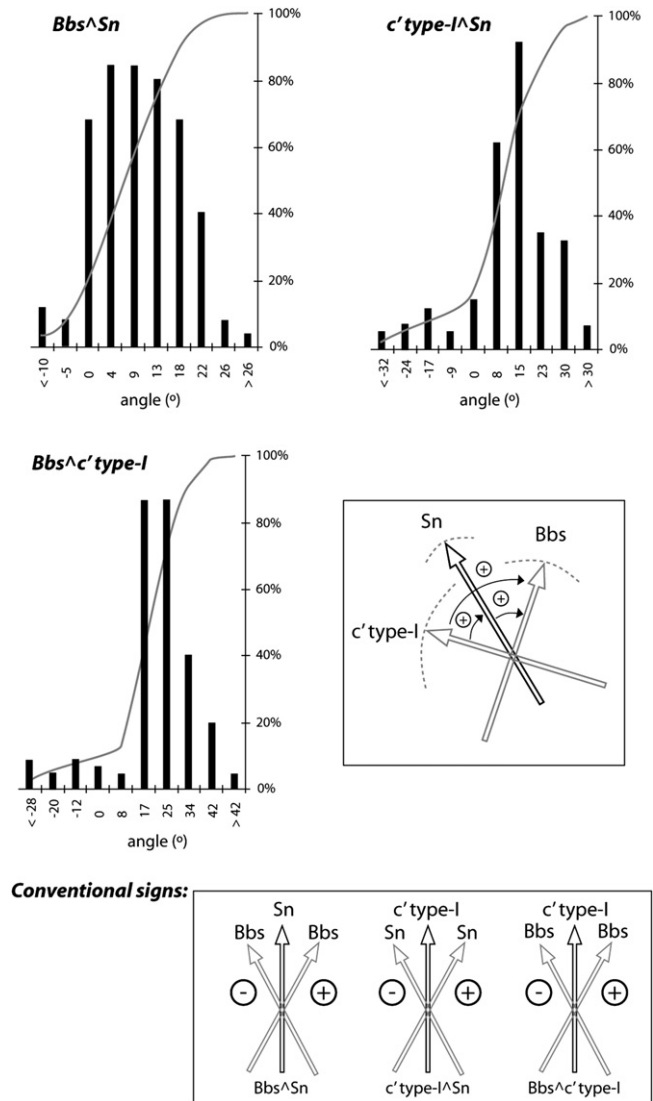 Bbs^Sn
100%
80%
60%
40%
20%
0%
< -10 -5 0 4 9 13 18 22 26 > 26
angle (º)
c' type-I^Sn
100%
80%
60%
40%
20%
0%
< -32 -24 -17 -9 0 8 15 23 30 > 30
angle (º)
Bbs^c' type-I
100%
80%
60%
40%
20%
0%
< -28 -20 -12 0 8 17 25 34 42 > 42
angle (º)
Sn
Bbs
+
+
+
c' type-I
Conventional signs:
Sn c' type-I c' type-I
Bbs Bbs Sn Sn Bbs Bbs
- + - + - +
Bbs^Sn c' type-I^Sn Bbs^c' type-I